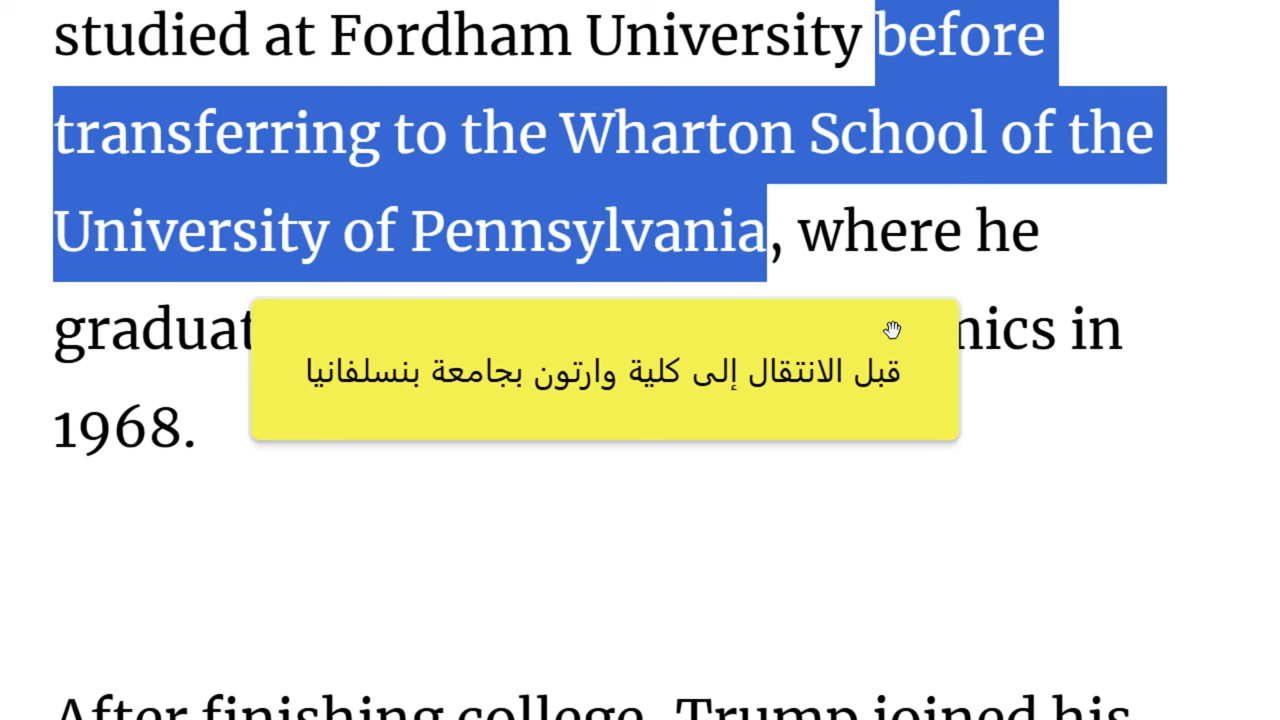 studied at Fordham University before
transferring to the Wharton School of the
University of Pennsylvania, where he
graduat
قبل الانتقال إلى كلية وارتون بجامعة بنسلفانيا
nics in
1968.
After finishing college, Trump joined his